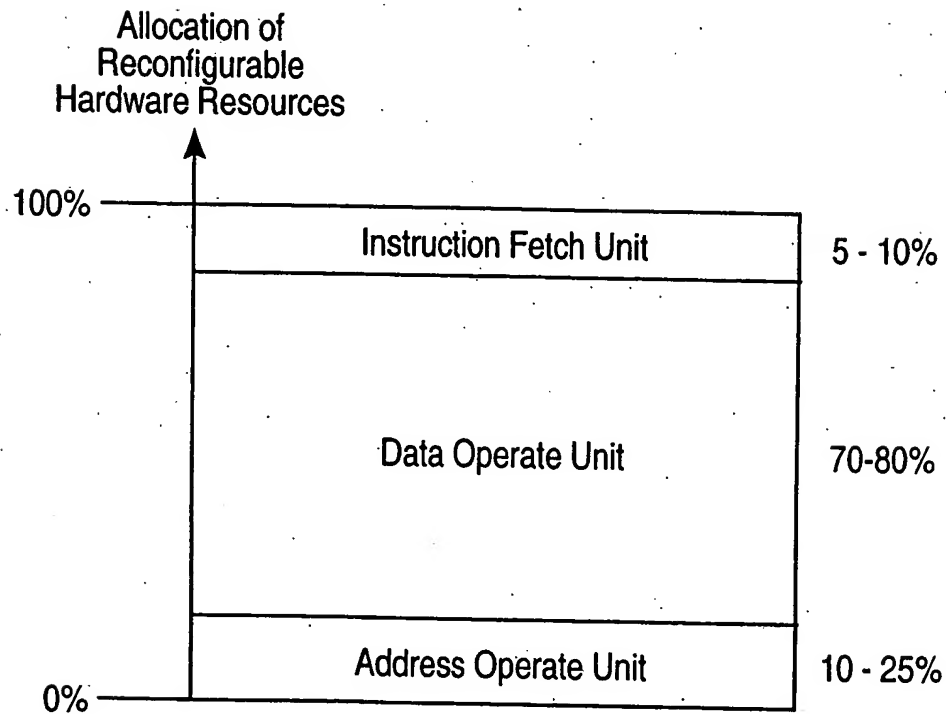 Allocation of
Reconfigurable
Hardware Resources
100%
Instruction Fetch Unit
5 - 10%
Data Operate Unit
70-80%
Address Operate Unit
10 - 25%
0%